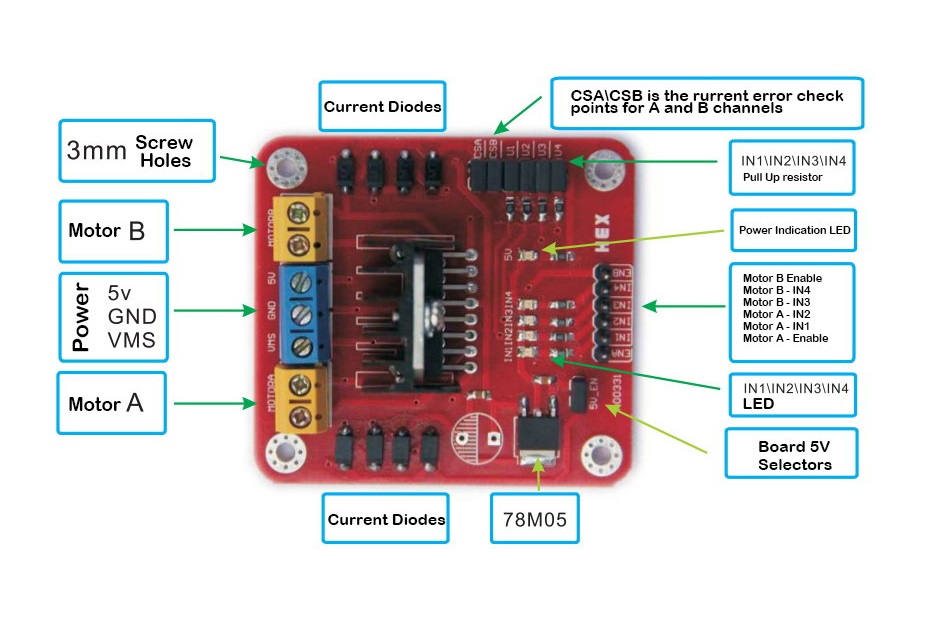 CSA\CSB is the rurrent error check
points for A and B channels
Current Diodes
3mm Screw
Holes
IN1\IN2\IN3\IN4
Pull Up resistor
CSA
CSB
U1
U2
U3
U4
Motor B
MOTORB
HEX
Power Indication LED
5V
Power
5v
GND
VMS
5V
GND
VMS
ENB
IN4
IN3
IN2
IN1
ENA
Motor B Enable
Motor B - IN4
Motor B - IN3
Motor A - IN2
Motor A - IN1
Motor A - Enable
IN1IN2IN3IN4
Motor A
MOTORA
5V_EN
IN1\IN2\IN3\IN4
LED
Board 5V
Selectors
Current Diodes
78M05